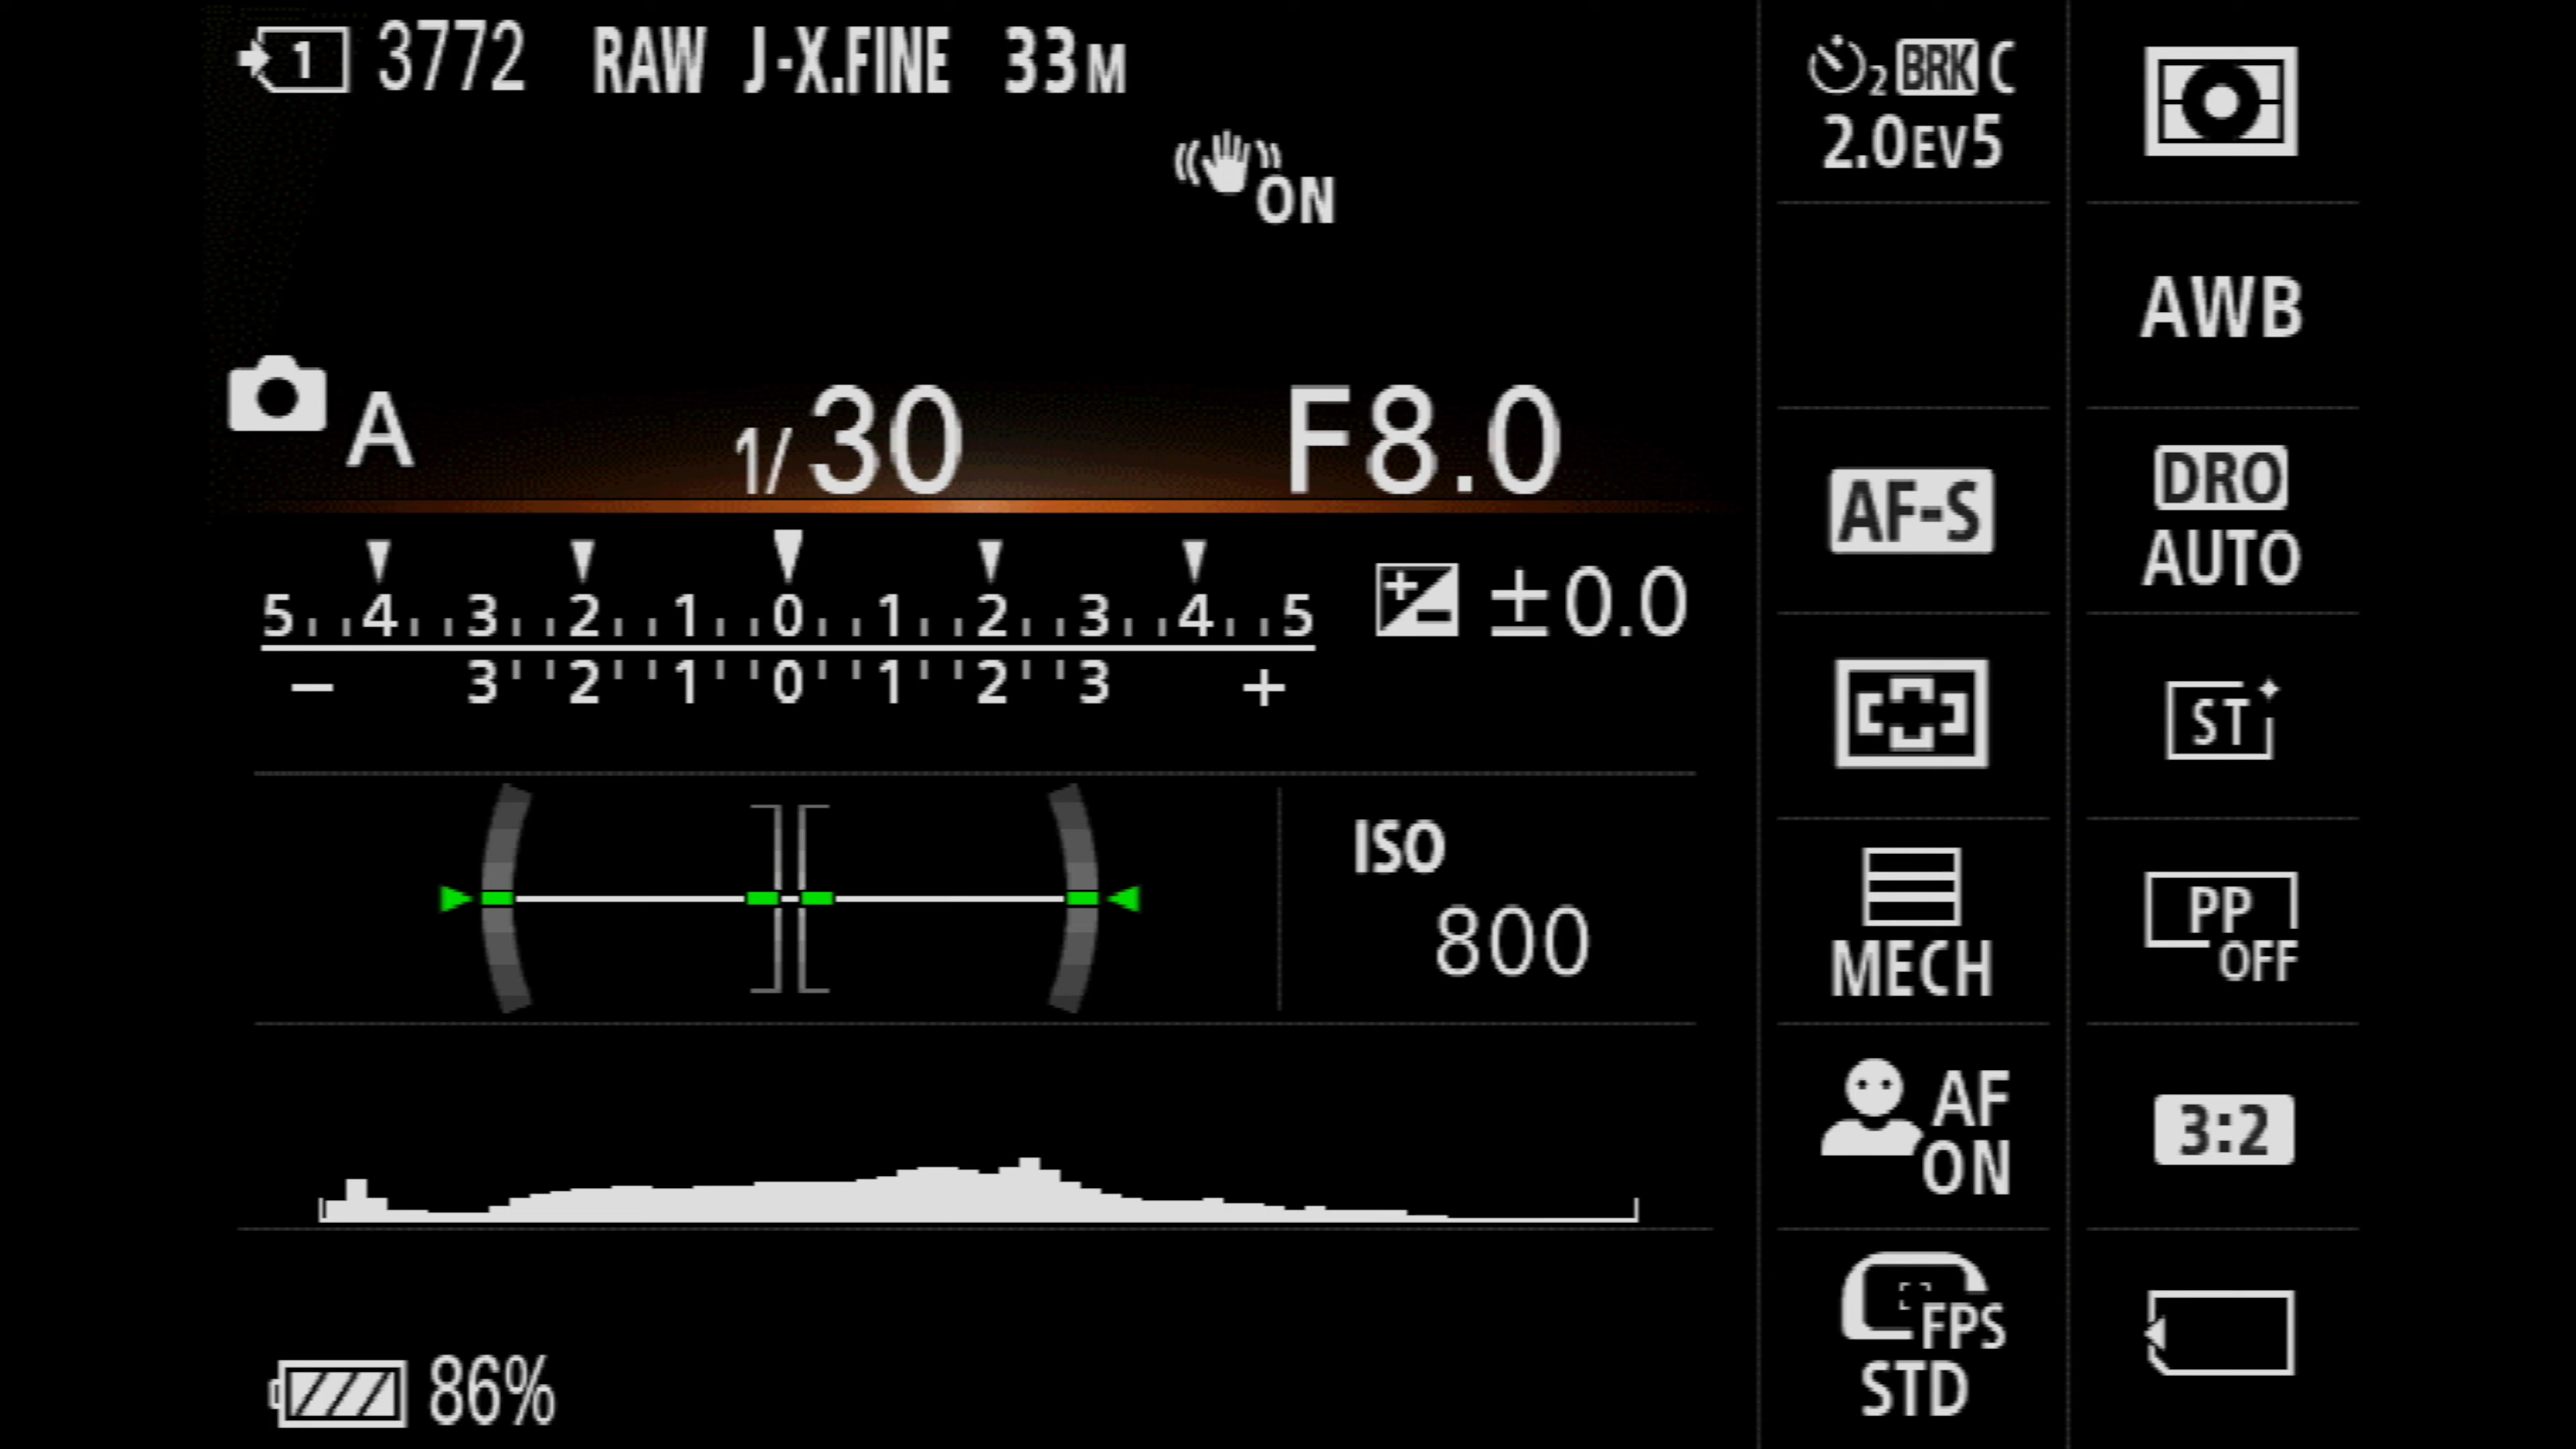 1 3772 RAW J-X.FINE 33M
ON
A 1/30 F8.0
5 4 3 2 1 0 1 2 3 4 5
±0.0
− 3 2 1 0 1 2 3 +
ISO
800
86%
2 BRK C
2.0EV5
AF-S
MECH
AF
ON
FPS
STD
AWB
DRO
AUTO
ST
PP
OFF
3:2